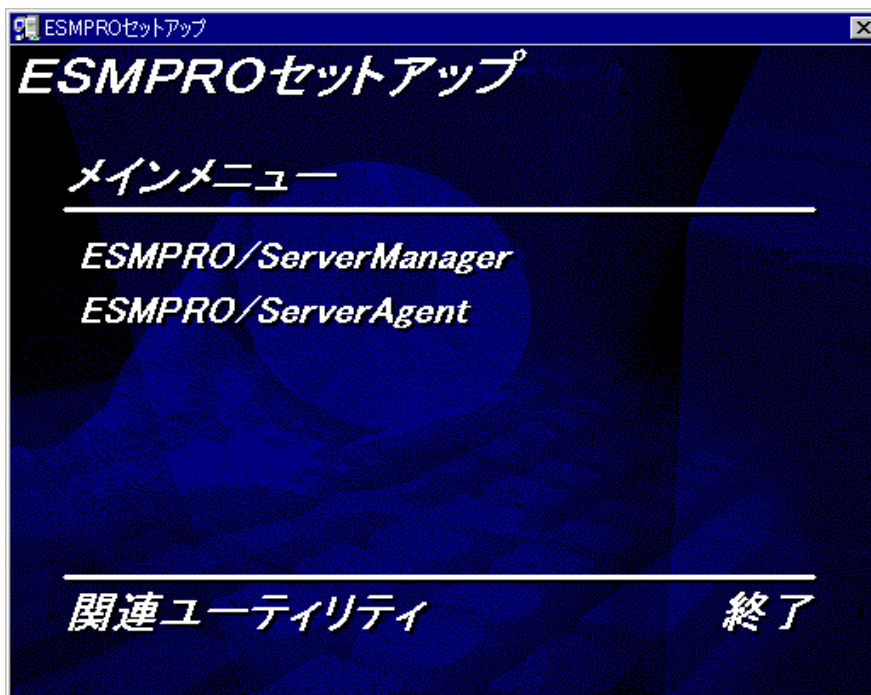 ESMPROセットアップ
ESMPROセットアップ
メインメニュー
ESMPRO/ServerManager
ESMPRO/ServerAgent
関連ユーティリティ 終了